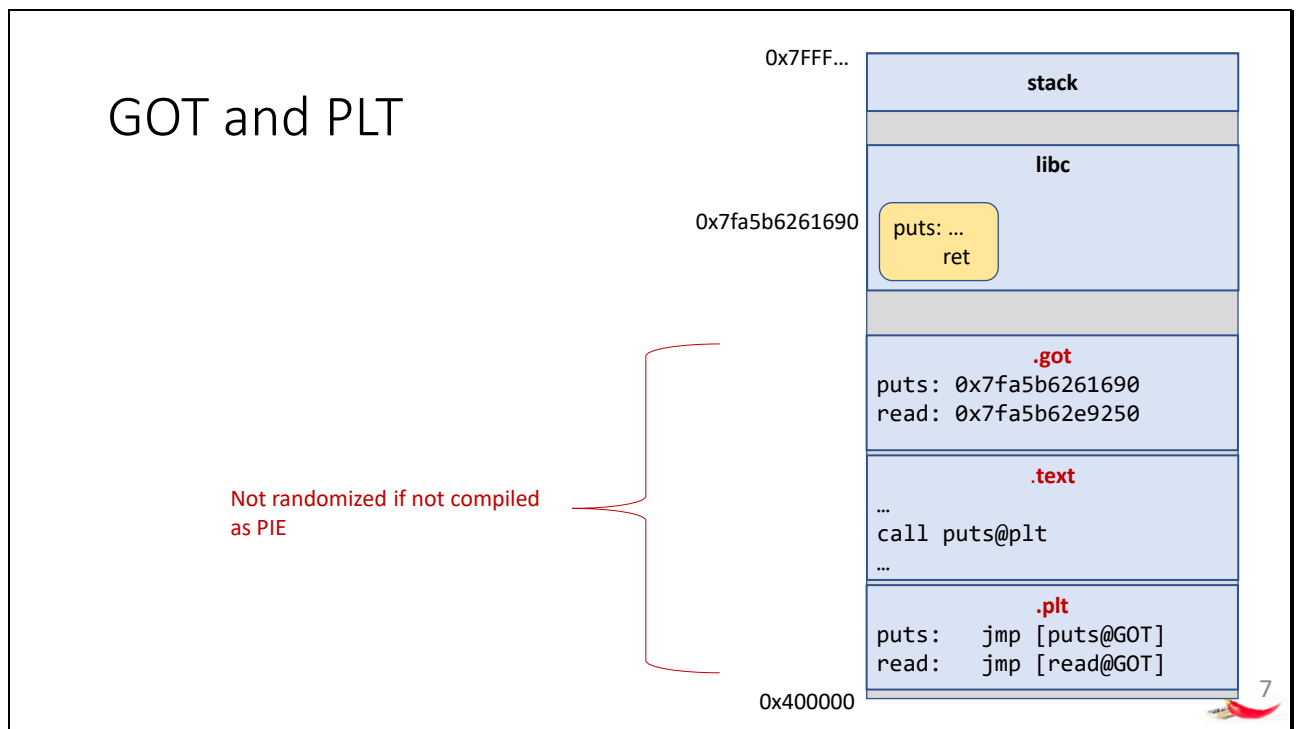 GOT and PLT
0x7FFF…
stack
libc
0x7fa5b6261690
puts: …
ret
.got
puts: 0x7fa5b6261690
read: 0x7fa5b62e9250
Not randomized if not compiled
as PIE
.text
…
call puts@plt
…
.plt
puts:   jmp [puts@GOT]
read:   jmp [read@GOT]
0x400000
7